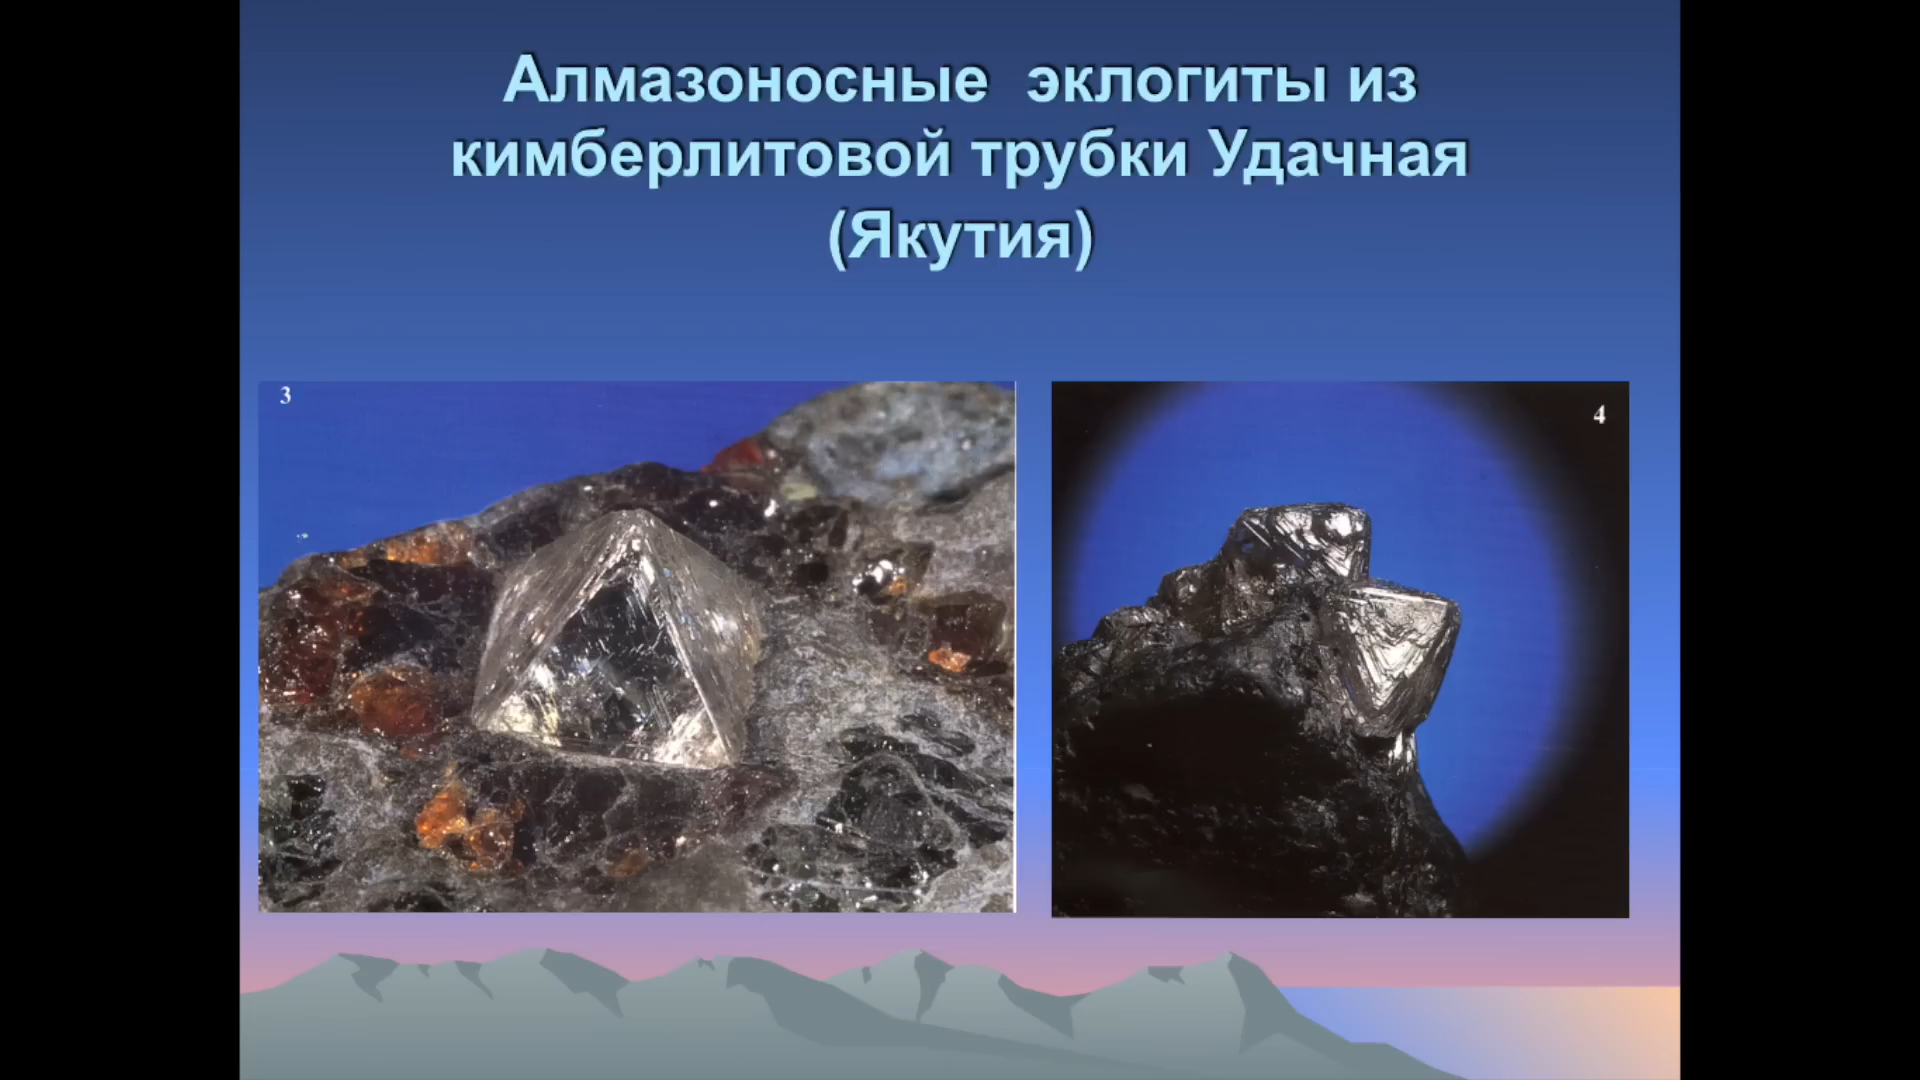 Алмазоносные эклогиты из
кимберлитовой трубки Удачная
(Якутия)
3
4